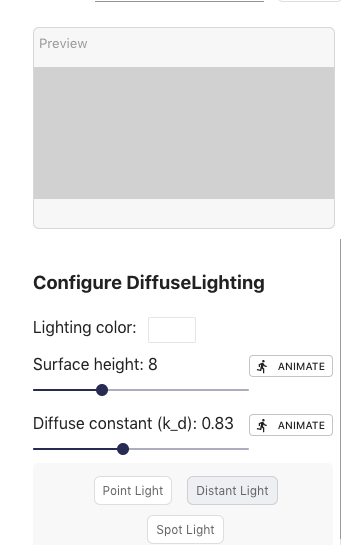 Preview
Configure DiffuseLighting
Lighting color:
Surface height: 8
ANIMATE
Diffuse constant (k_d): 0.83
ANIMATE
Point Light
Distant Light
Spot Light